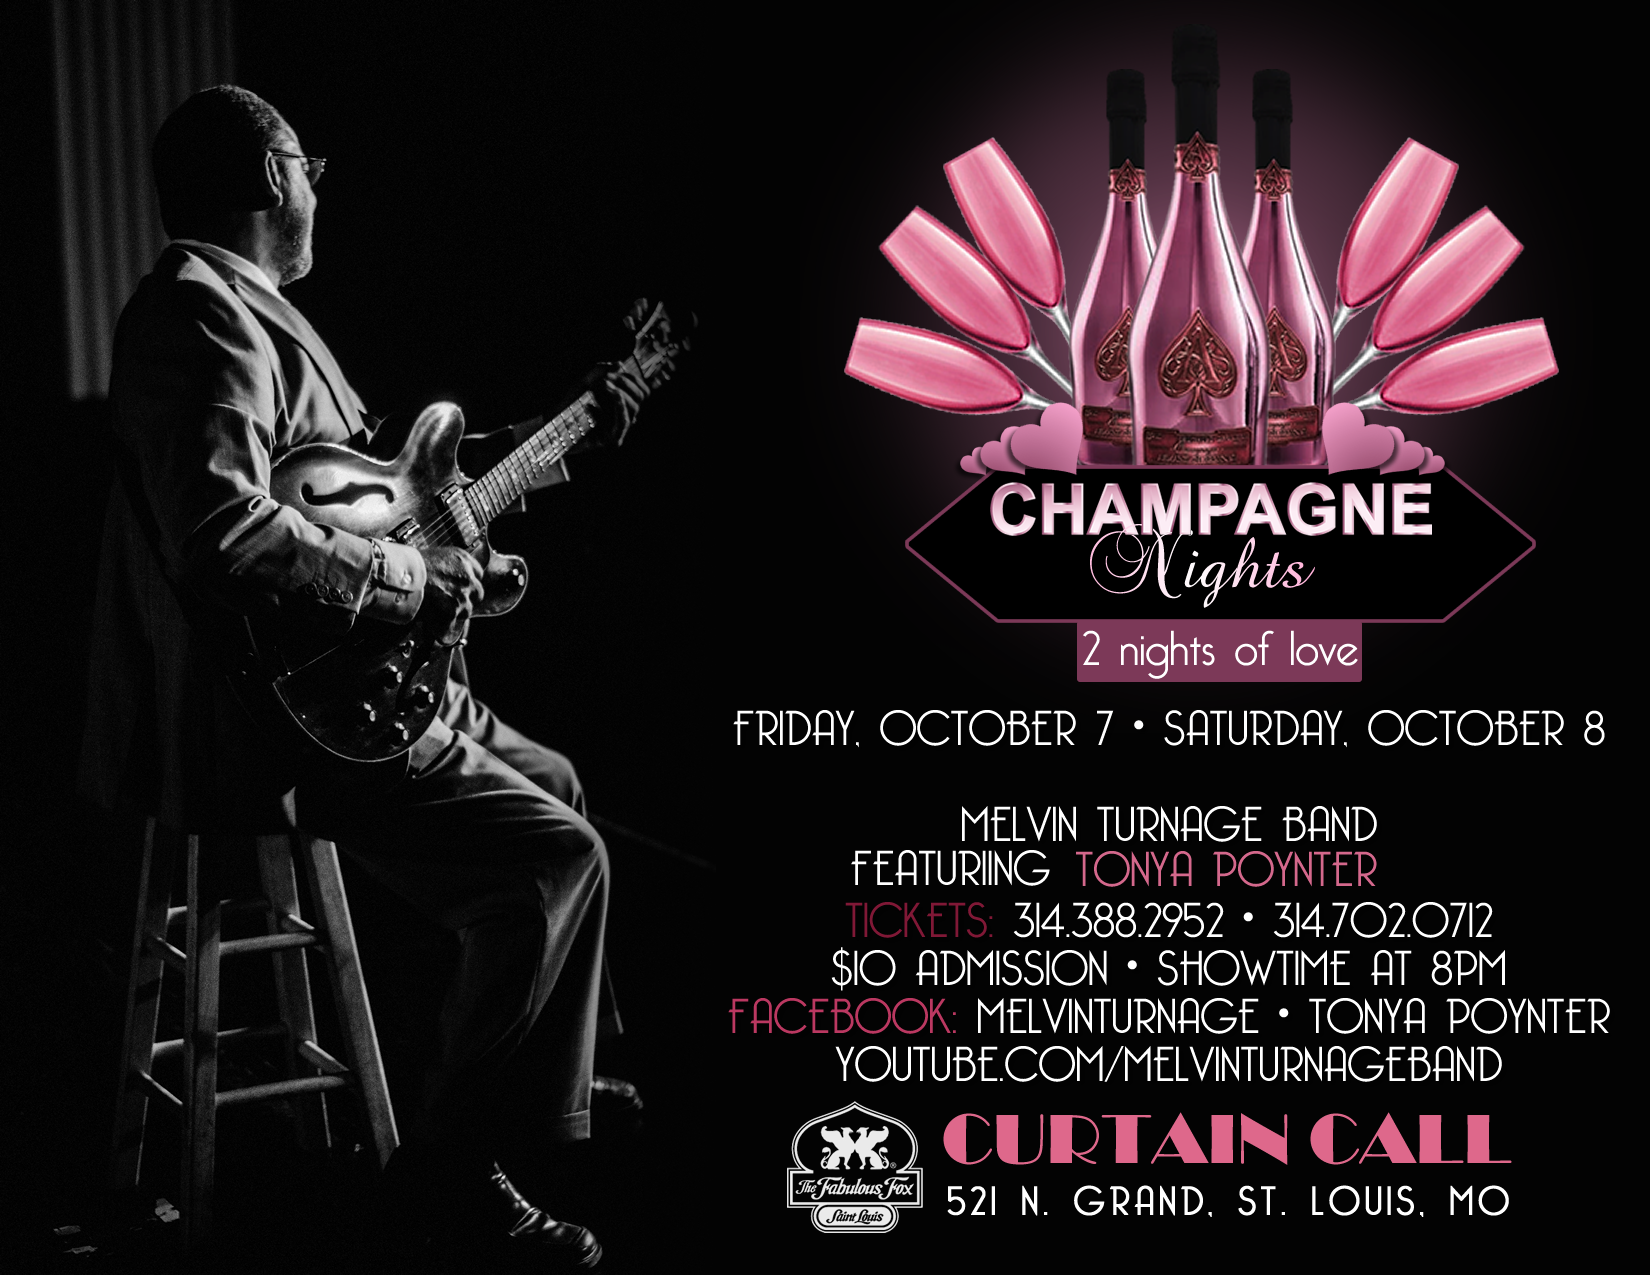 CHAMPAGNE
Nights
2 nights of love
FRIDAY, OCTOBER 7 • SATURDAY, OCTOBER 8
MELVIN TURNAGE BAND
FEATURIING TONYA POYNTER
TICKETS: 314.388.2952 • 314.702.0712
$10 ADMISSION • SHOWTIME AT 8PM
FACEBOOK: MELVINTURNAGE • TONYA POYNTER
YOUTUBE.COM/MELVINTURNAGEBAND
The Fabulous Fox
Saint Louis
CURTAIN CALL
521 N. GRAND, ST. LOUIS, MO